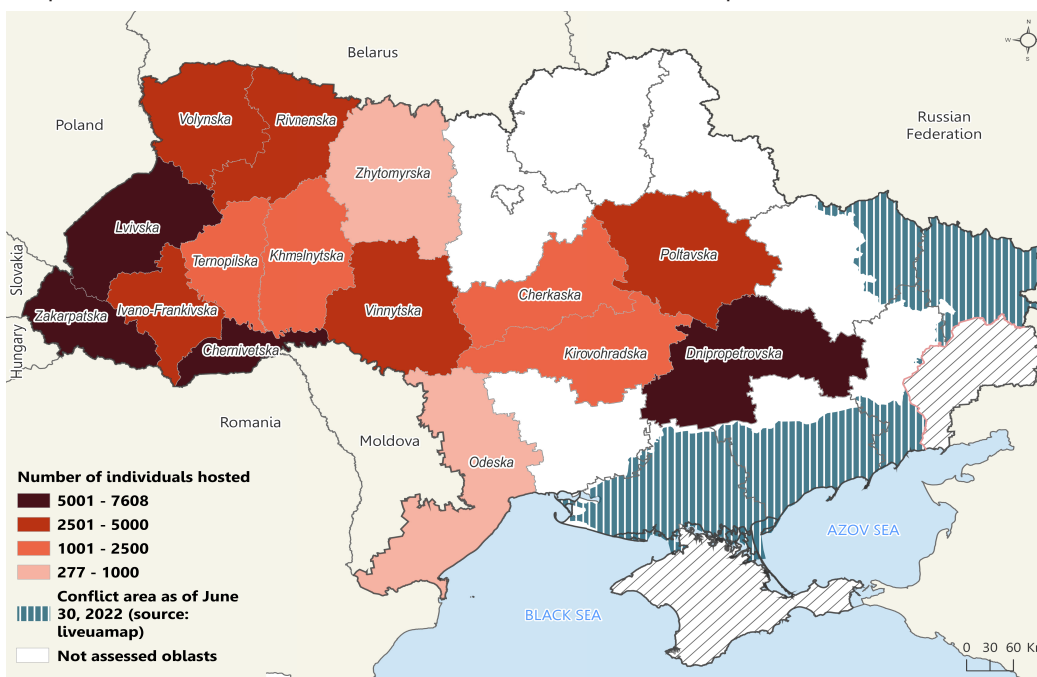 Belarus
N
W
S
Poland
Volynska
Rivnenska
Russian
Federation
Zhytomyrska
Lvivska
Slovakia
Ternopilska
Khmelnytska
Poltavska
Cherkaska
Zakarpatska
Ivano-Frankivska
Vinnytska
Hungary
Chernivetska
Kirovohradska
Dnipropetrovska
Romania
Moldova
Odeska
Number of individuals hosted
5001 - 7608
2501 - 5000
1001 - 2500
277 - 1000
Conflict area as of June
30, 2022 (source:
liveuamap)
Not assessed oblasts
AZOV SEA
BLACK SEA
0 30 60 K